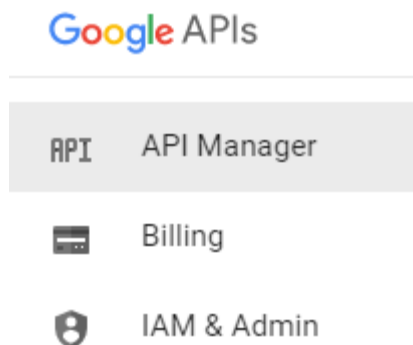 Google APIs
API API Manager
Billing
IAM & Admin